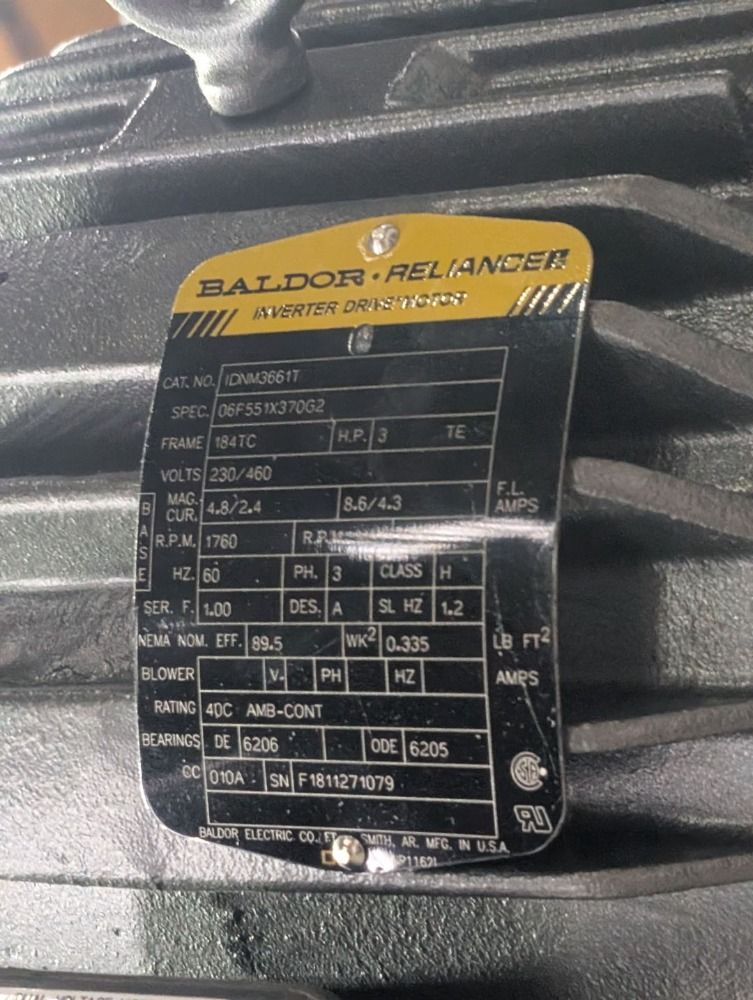 BALDOR • RELIANCE
INVERTER DRIVE MOTOR
CAT. NO. IDNM3661T
SPEC. 06F551X370G2
FRAME 184TC H.P. 3 TE
VOLTS 230/460
MAG. CUR. 4.8/2.4 8.6/4.3 F.L. AMPS
BASE R.P.M. 1760
HZ. 60 PH. 3 CLASS H
SER. F. 1.00 DES. A SL HZ 1.2
NEMA NOM. EFF. 89.5 WK2 0.335 LB FT2
BLOWER V. PH HZ AMPS
RATING 40C AMB-CONT
BEARINGS DE 6206 ODE 6205
CC 010A SN F1811271079
BALDOR ELECTRIC CO. SMITH, AR. MFG. IN U.S.A.